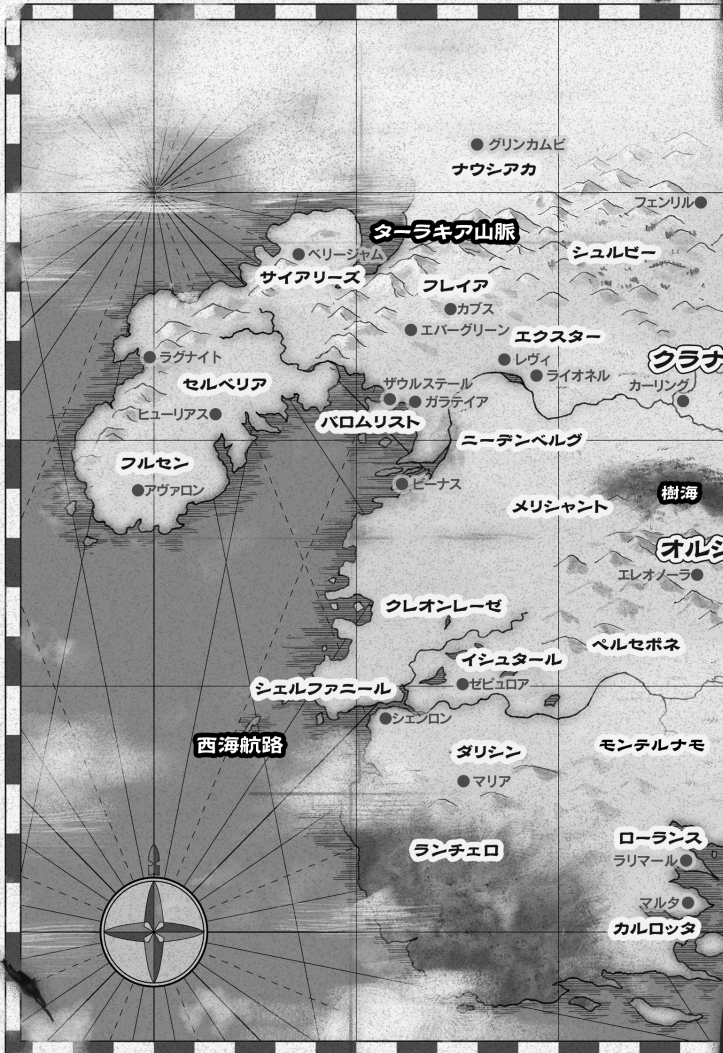 グリンカムビ
ナウシアカ
フェンリル
ターラキア山脈
ベリージャム
シュルビー
サイアリーズ
フレイア
カブス
エバーグリーン
エクスター
ラグナイト
レヴィ
クラナ
ライオネル
セルベリア
ザウルステール
カーリング
ガラテイア
ヒューリアス
バロムリスト
ニーデンベルグ
フルセン
ビーナス
アヴァロン
樹海
メリシャント
オルシ
エレオノーラ
クレオンレーゼ
ペルセポネ
イシュタール
シェルファニール
ゼピュロア
シェンロン
西海航路
ダリシン
モンテルナモ
マリア
ローランス
ランチェロ
ラリマール
マルタ
カルロッタ